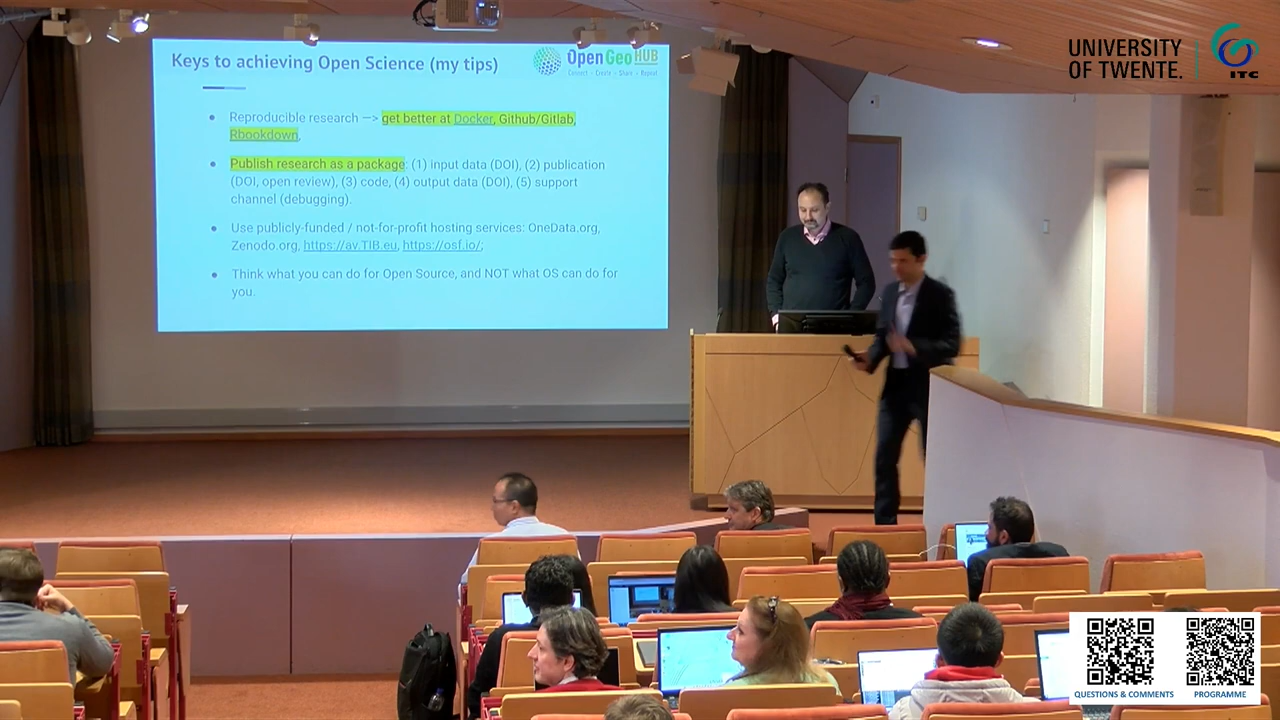 Keys to achieving Open Science (my tips)
OpenGeoHUB
Connect - Create - Share - Repeat
Reproducible research —> get better at Docker, Github/Gitlab,
Rbookdown,
Publish research as a package: (1) input data (DOI), (2) publication
(DOI, open review), (3) code, (4) output data (DOI), (5) support
channel (debugging).
Use publicly-funded / not-for-profit hosting services: OneData.org,
Zenodo.org, https://av.TIB.eu, https://osf.io/;
Think what you can do for Open Source, and NOT what OS can do for
you.
UNIVERSITY
OF TWENTE.
ITC
QUESTIONS & COMMENTS
PROGRAMME